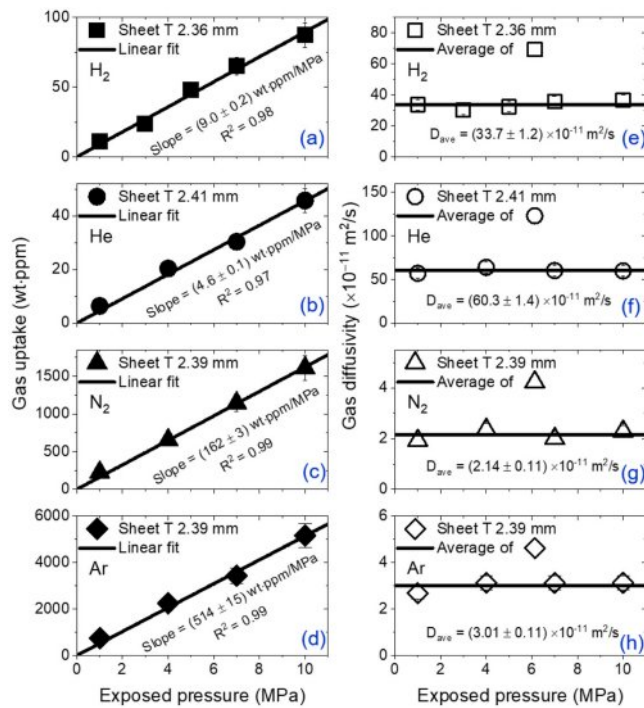 Gas uptake (wt·ppm)
100
50
0
Sheet T 2.36 mm
Linear fit
H₂
Slope = (9.0 ± 0.2) wt·ppm/MPa
R² = 0.98
(a)
40
20
0
Sheet T 2.41 mm
Linear fit
He
Slope = (4.6 ± 0.1) wt·ppm/MPa
R² = 0.97
(b)
1500
1000
500
0
Sheet T 2.39 mm
Linear fit
N₂
Slope = (162 ± 3) wt·ppm/MPa
R² = 0.99
(c)
6000
4000
2000
0
Sheet T 2.39 mm
Linear fit
Ar
Slope = (514 ± 15) wt·ppm/MPa
R² = 0.99
(d)
0 2 4 6 8 10
Exposed pressure (MPa)
Gas diffusivity (×10⁻¹¹ m²/s)
100
80
60
40
20
0
Sheet T 2.36 mm
Average of
H₂
Dₐᵥₑ = (33.7 ± 1.2) ×10⁻¹¹ m²/s
(e)
150
100
50
0
Sheet T 2.41 mm
Average of
He
Dₐᵥₑ = (60.3 ± 1.4) ×10⁻¹¹ m²/s
(f)
4
2
0
Sheet T 2.39 mm
Average of
N₂
Dₐᵥₑ = (2.14 ± 0.11) ×10⁻¹¹ m²/s
(g)
6
4
2
0
Sheet T 2.39 mm
Average of
Ar
Dₐᵥₑ = (3.01 ± 0.11) ×10⁻¹¹ m²/s
(h)
0 2 4 6 8 10
Exposed pressure (MPa)